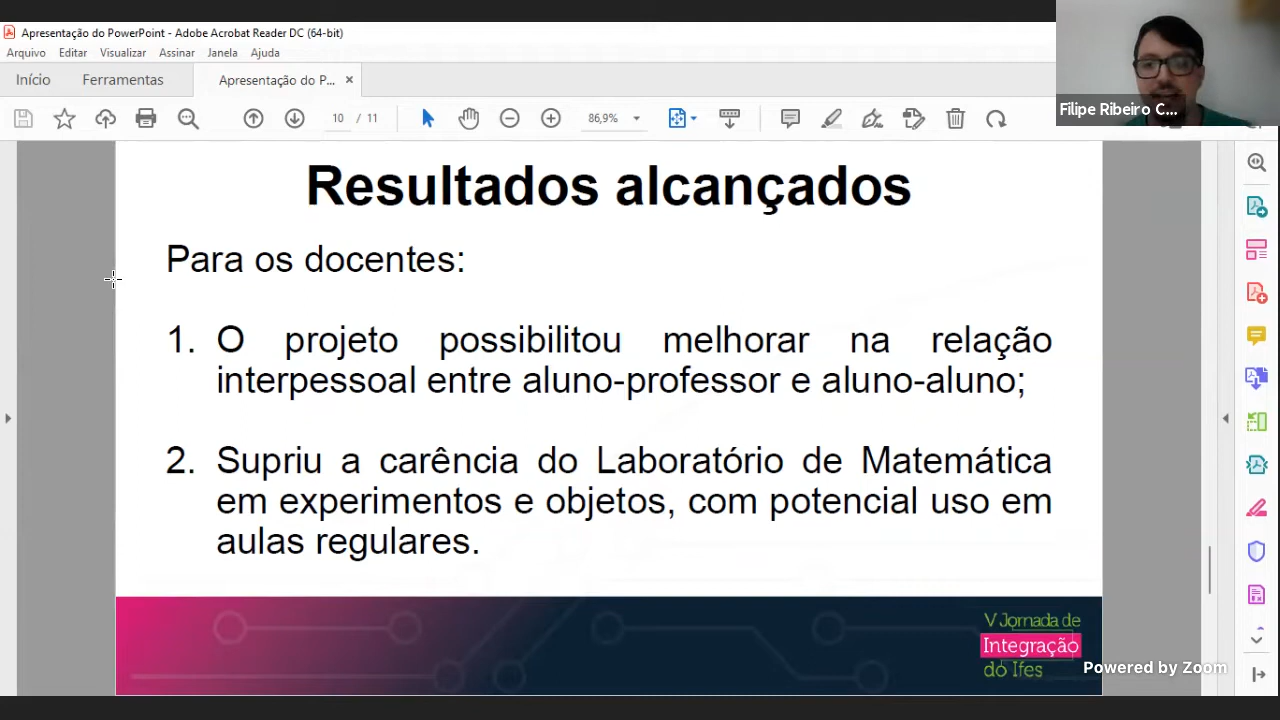 Apresentação do PowerPoint - Adobe Acrobat Reader DC (64-bit)
Arquivo Editar Visualizar Assinar Janela Ajuda
Início Ferramentas Apresentação do P... ×
10 / 11 86,9%
Filipe Ribeiro C...
Resultados alcançados
Para os docentes:
1. O projeto possibilitou melhorar na relação
interpessoal entre aluno-professor e aluno-aluno;
2. Supriu a carência do Laboratório de Matemática
em experimentos e objetos, com potencial uso em
aulas regulares.
V Jornada de
Integração
do Ifes
Powered by Zoom